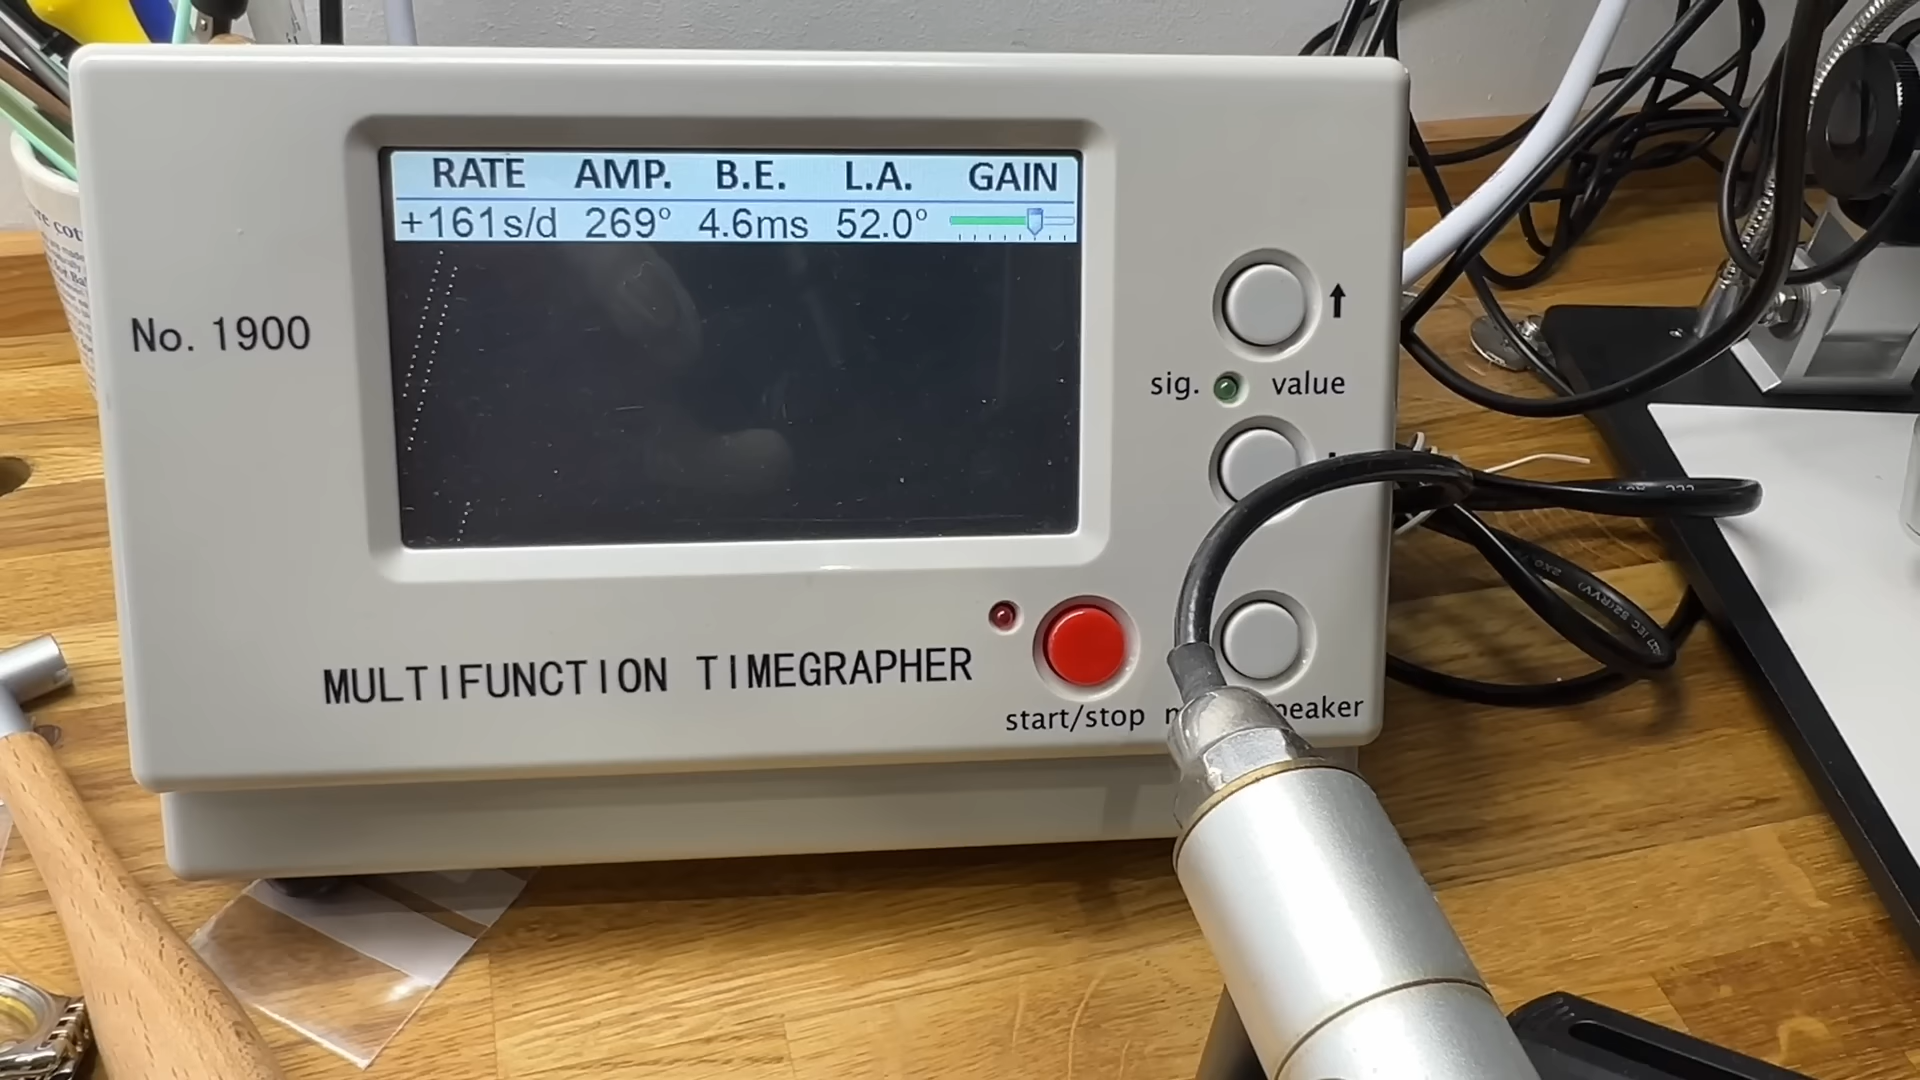 RATE AMP. B.E. L.A. GAIN
+161s/d 269° 4.6ms 52.0°
No. 1900
↑
sig. value
MULTIFUNCTION TIMEGRAPHER
start/stop